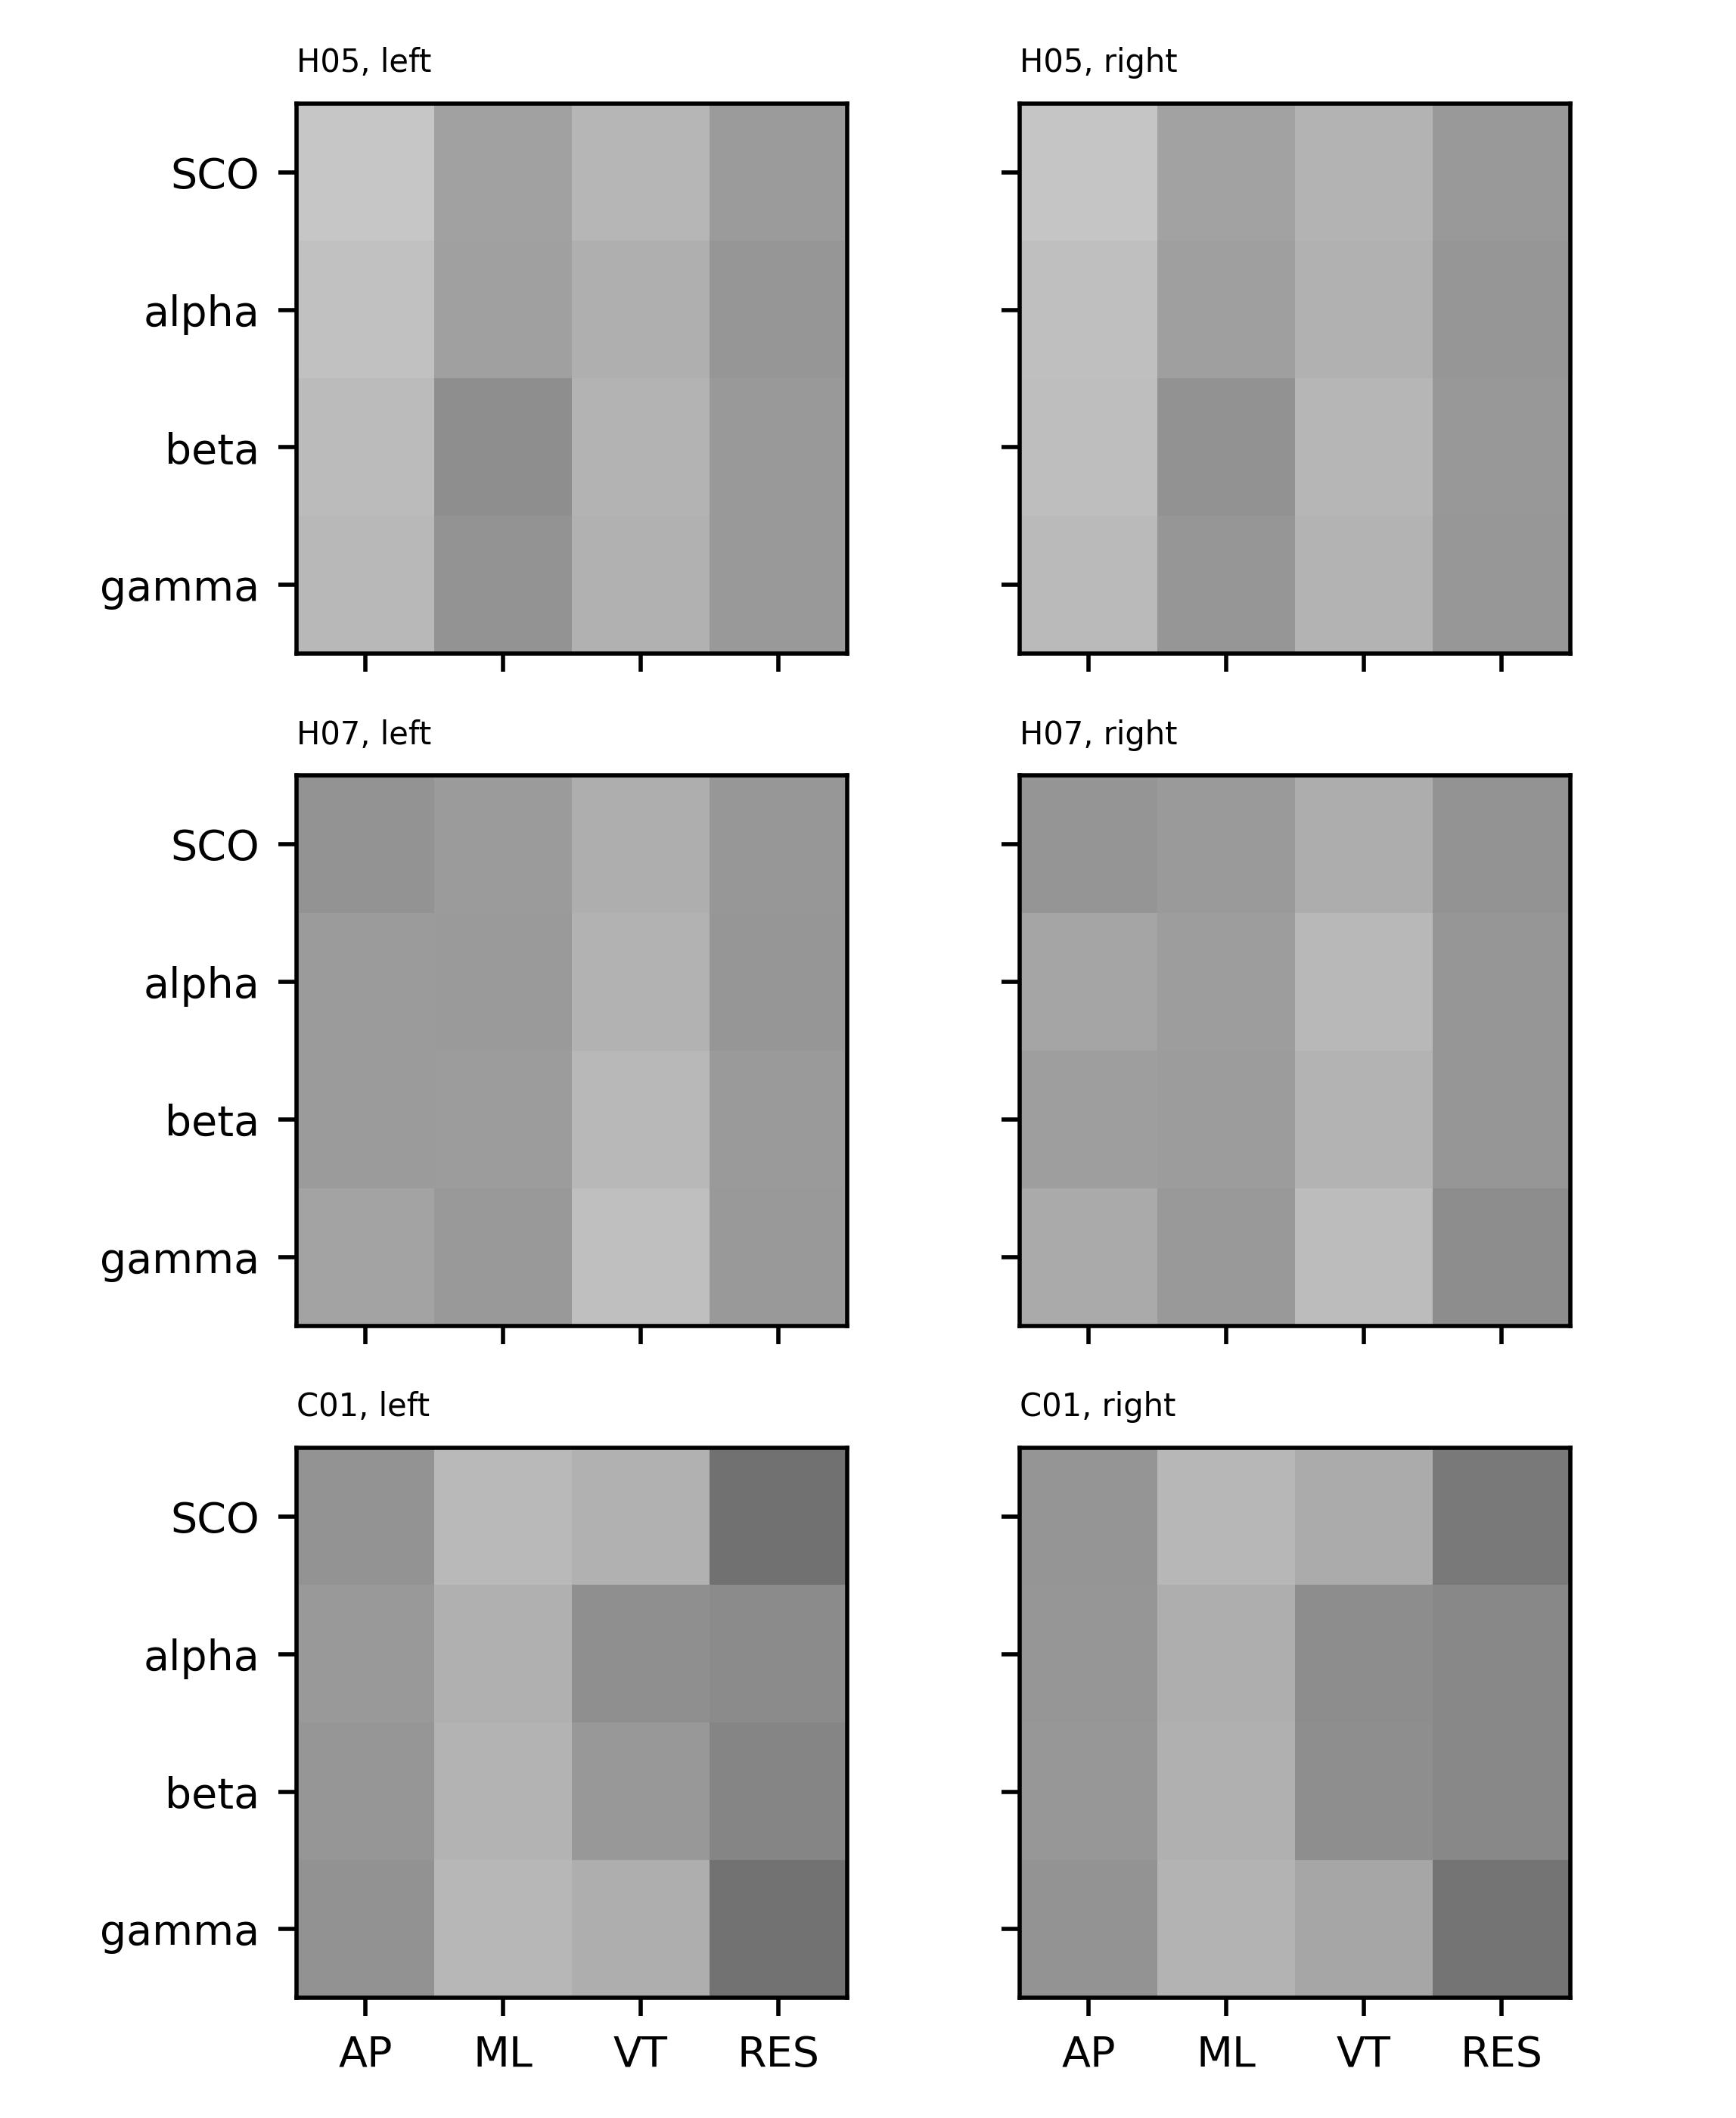 H05, left
H05, right
SCO
alpha
beta
gamma
H07, left
H07, right
SCO
alpha
beta
gamma
C01, left
C01, right
SCO
alpha
beta
gamma
AP ML VT RES
AP ML VT RES